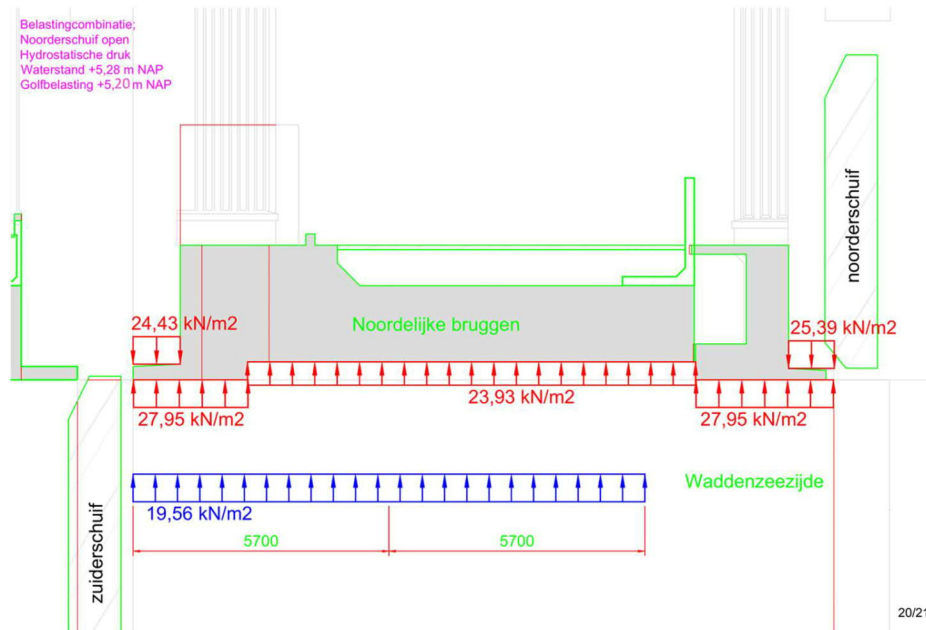 Belastingcombinatie;
Noorderschuif open
Hydrostatische druk
Waterstand +5,28 m NAP
Golfbelasting +5,20 m NAP
noorderschuif
24,43 kN/m2
Noordelijke bruggen
25,39 kN/m2
27,95 kN/m2
23,93 kN/m2
27,95 kN/m2
Waddenzeezijde
19,56 kN/m2
zuiderschuif
5700
5700
20/21